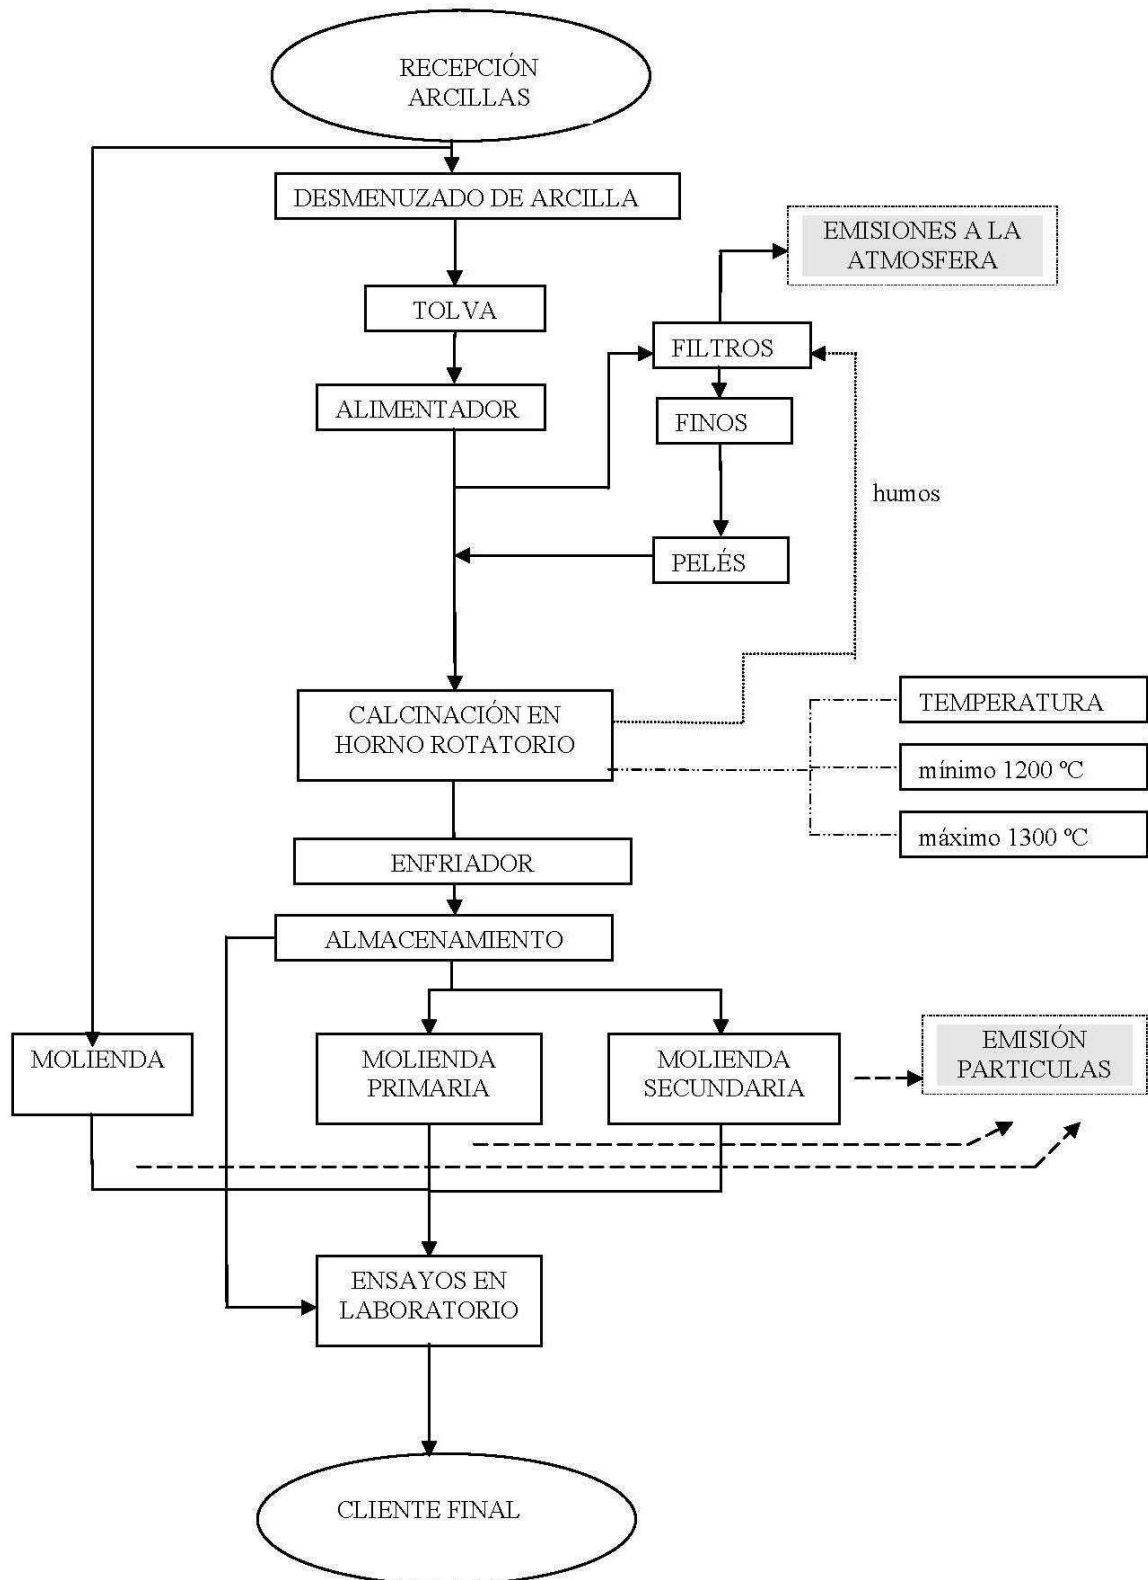 RECEPCIÓN
ARCILLAS
DESMENUZADO DE ARCILLA
EMISIONES A LA
ATMOSFERA
TOLVA
FILTROS
ALIMENTADOR
FINOS
humos
PELÉS
CALCINACIÓN EN
HORNO ROTATORIO
TEMPERATURA
mínimo 1200 ºC
máximo 1300 ºC
ENFRIADOR
ALMACENAMIENTO
MOLIENDA
MOLIENDA
PRIMARIA
MOLIENDA
SECUNDARIA
EMISIÓN
PARTICULAS
ENSAYOS EN
LABORATORIO
CLIENTE FINAL